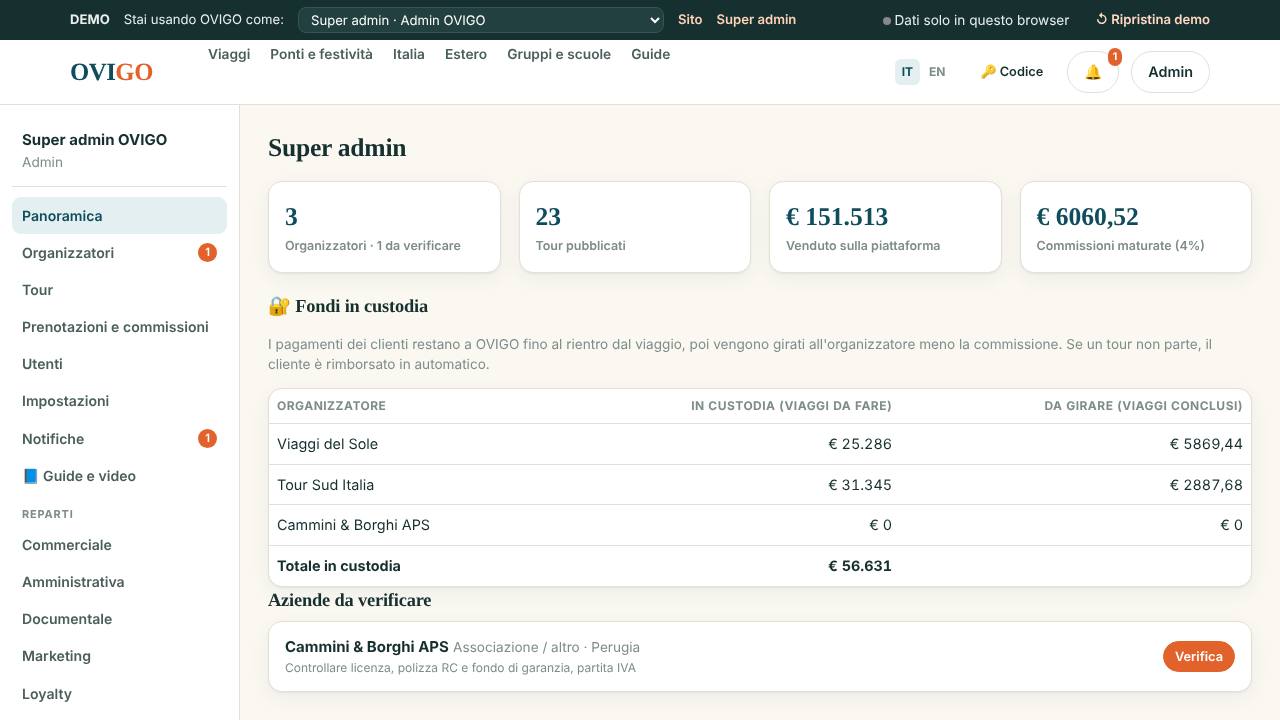 DEMO Stai usando OVIGO come: Super admin · Admin OVIGO Sito Super admin Dati solo in questo browser ↺ Ripristina demo
OVIGO Viaggi Ponti e festività Italia Estero Gruppi e scuole Guide IT EN 🔑 Codice 🔔 1 Admin
Super admin OVIGO
Admin
Panoramica
Organizzatori 1
Tour
Prenotazioni e commissioni
Utenti
Impostazioni
Notifiche 1
📘 Guide e video
REPARTI
Commerciale
Amministrativa
Documentale
Marketing
Loyalty
Super admin
3
Organizzatori · 1 da verificare
23
Tour pubblicati
€ 151.513
Venduto sulla piattaforma
€ 6060,52
Commissioni maturate (4%)
🔐 Fondi in custodia
I pagamenti dei clienti restano a OVIGO fino al rientro dal viaggio, poi vengono girati all'organizzatore meno la commissione. Se un tour non parte, il
cliente è rimborsato in automatico.
ORGANIZZATORE IN CUSTODIA (VIAGGI DA FARE) DA GIRARE (VIAGGI CONCLUSI)
Viaggi del Sole € 25.286 € 5869,44
Tour Sud Italia € 31.345 € 2887,68
Cammini & Borghi APS € 0 € 0
Totale in custodia € 56.631
Aziende da verificare
Cammini & Borghi APS Associazione / altro · Perugia
Controllare licenza, polizza RC e fondo di garanzia, partita IVA
Verifica